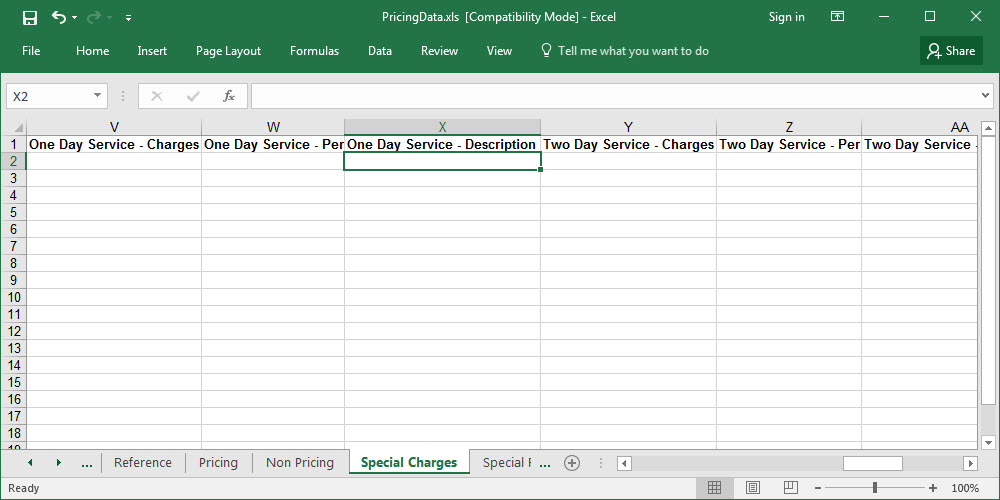 PricingData.xls [Compatibility Mode] - Excel
Sign in
File Home Insert Page Layout Formulas Data Review View Tell me what you want to do Share
X2 fx
V W X Y Z AA
1 One Day Service - Charges One Day Service - Per One Day Service - Description Two Day Service - Charges Two Day Service - Per Two Day Service -
2
3
4
5
6
7
8
9
10
11
12
13
14
15
16
17
18
... Reference Pricing Non Pricing Special Charges Special ...
Ready 100%